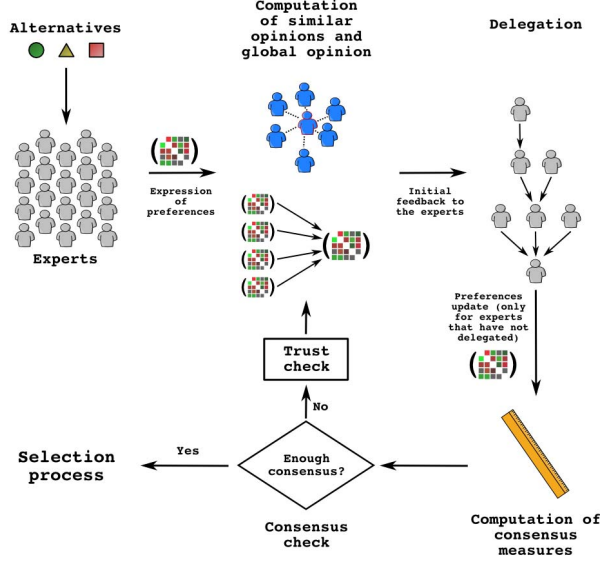 Alternatives
Computation
of similar
opinions and
global opinion
Delegation
Expression
of
preferences
Initial
feedback to
the experts
Experts
Preferences
update (only
for experts
that have not
delegated)
Trust
check
No
Enough
consensus?
Yes
Selection
process
Consensus
check
Computation of
consensus
measures